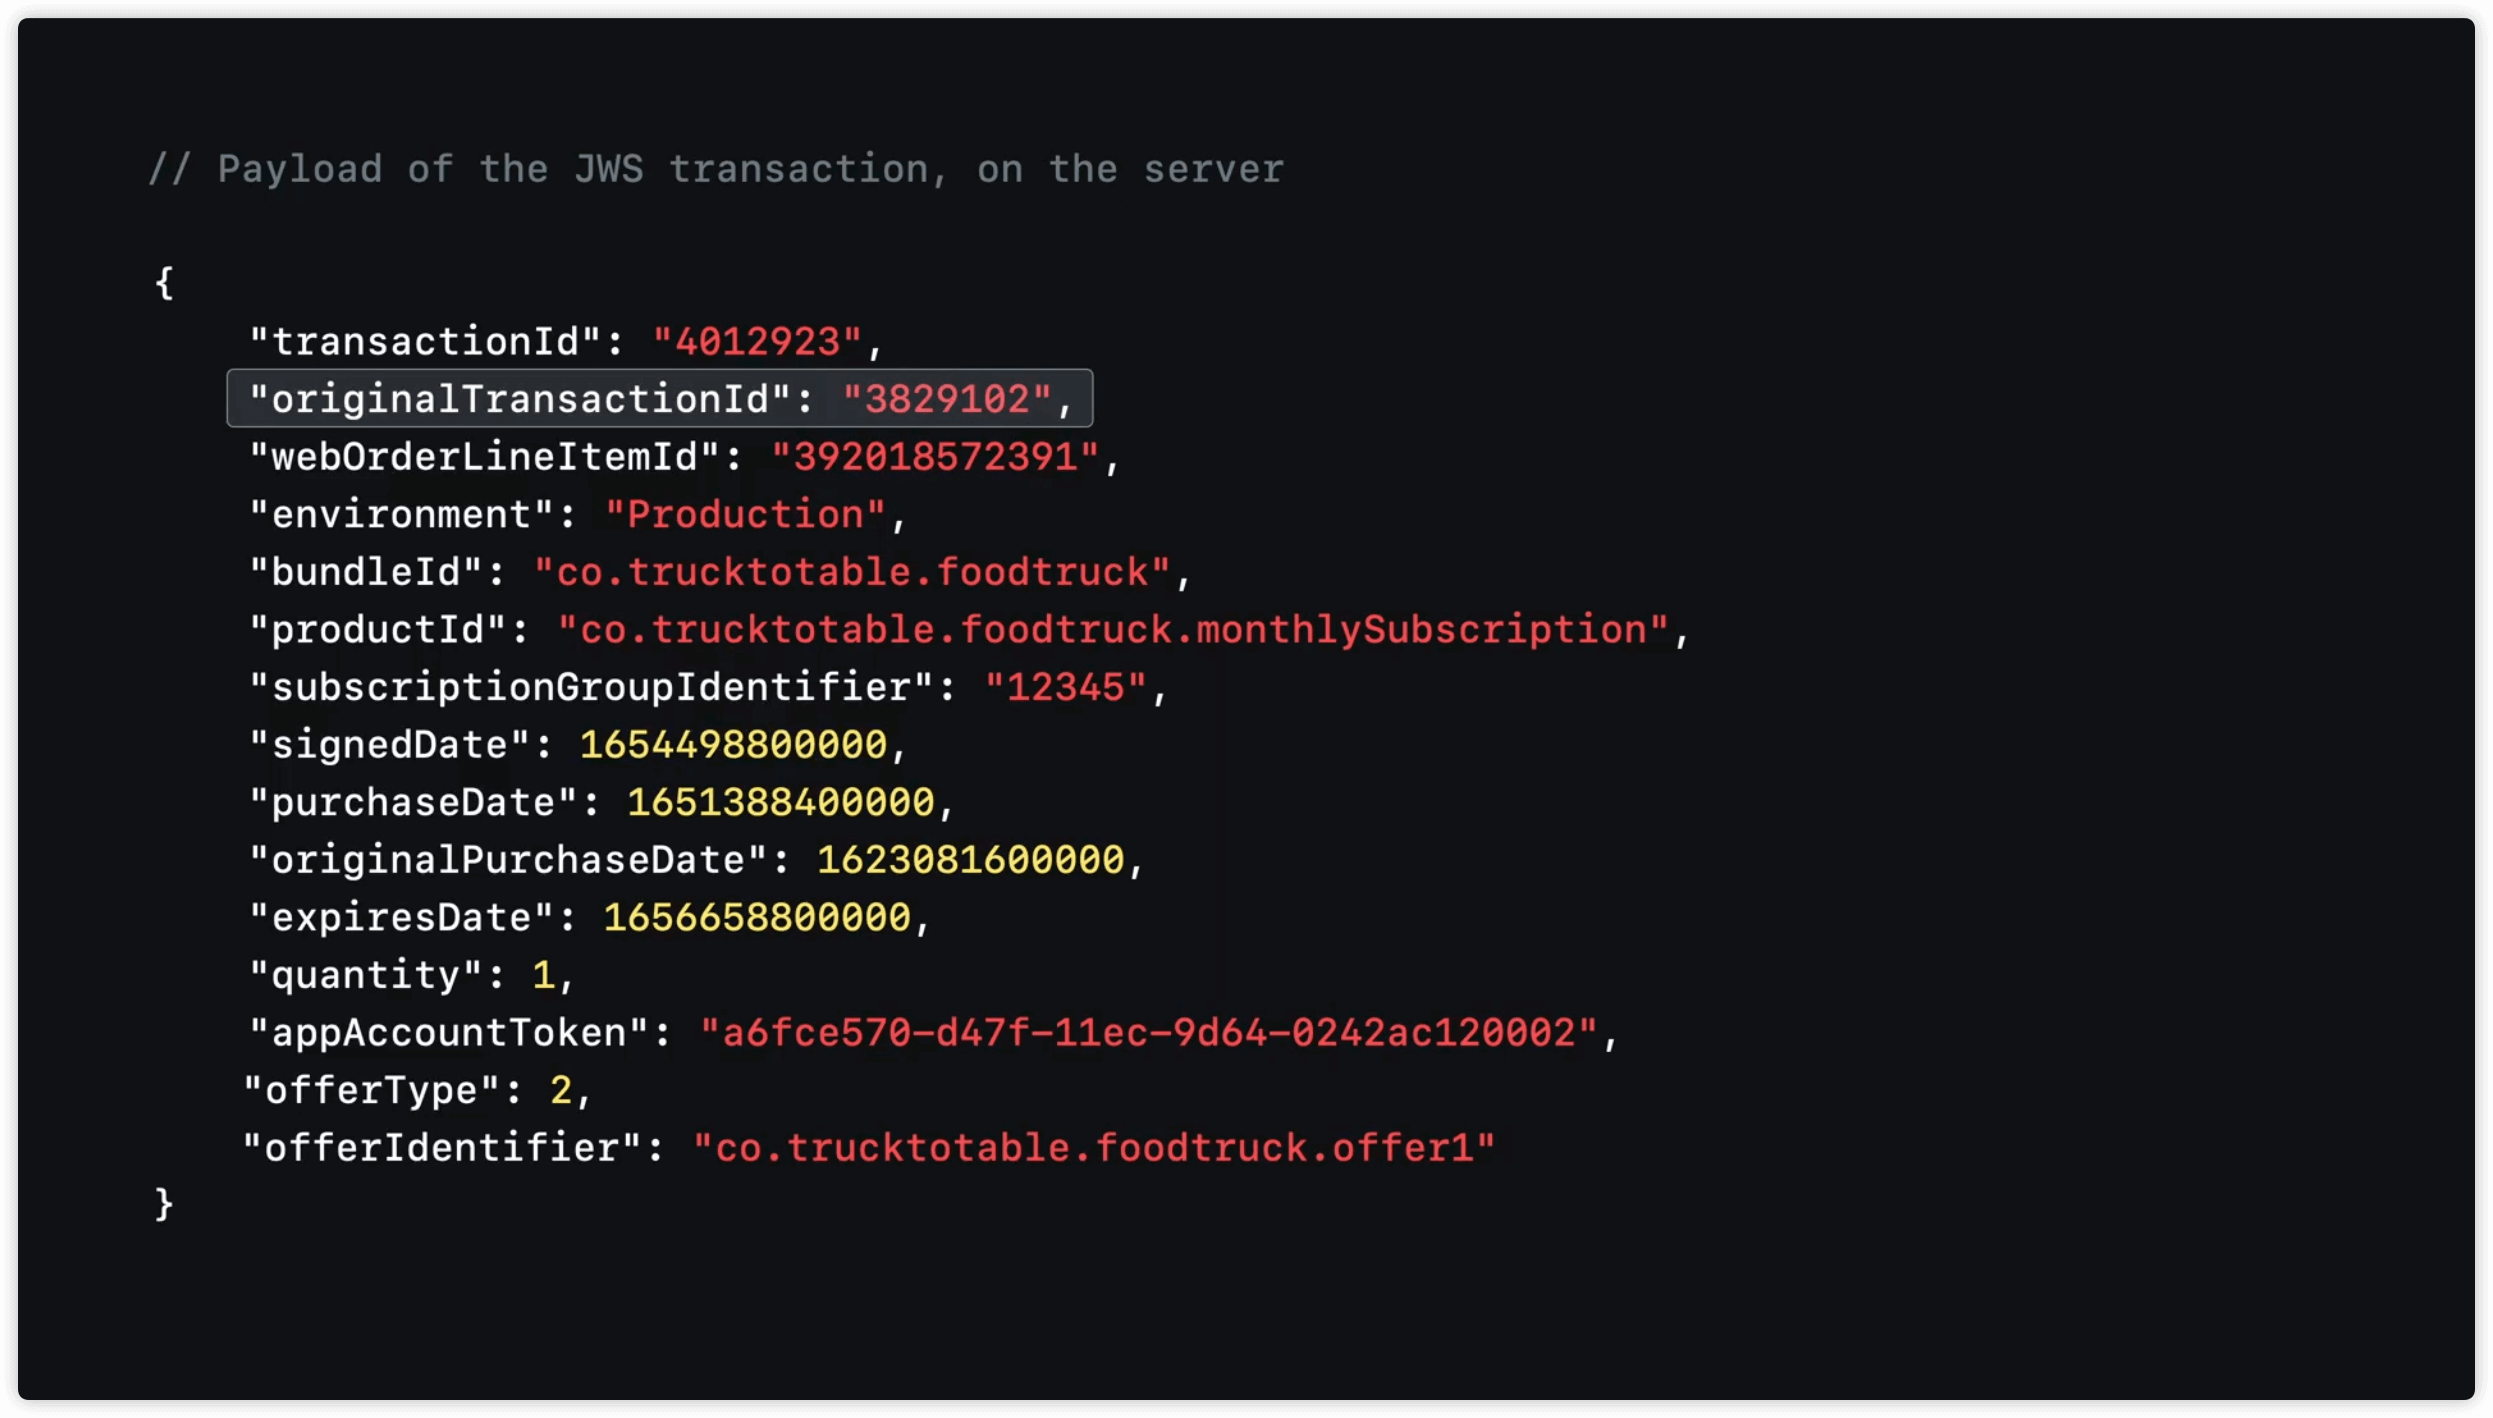 // Payload of the JWS transaction, on the server
{
"transactionId": "4012923",
"originalTransactionId": "3829102",
"webOrderLineItemId": "392018572391",
"environment": "Production",
"bundleId": "co.trucktotable.foodtruck",
"productId": "co.trucktotable.foodtruck.monthlySubscription",
"subscriptionGroupIdentifier": "12345",
"signedDate": 1654498800000,
"purchaseDate": 1651388400000,
"originalPurchaseDate": 1623081600000,
"expiresDate": 1656658800000,
"quantity": 1,
"appAccountToken": "a6fce570-d47f-11ec-9d64-0242ac120002",
"offerType": 2,
"offerIdentifier": "co.trucktotable.foodtruck.offer1"
}